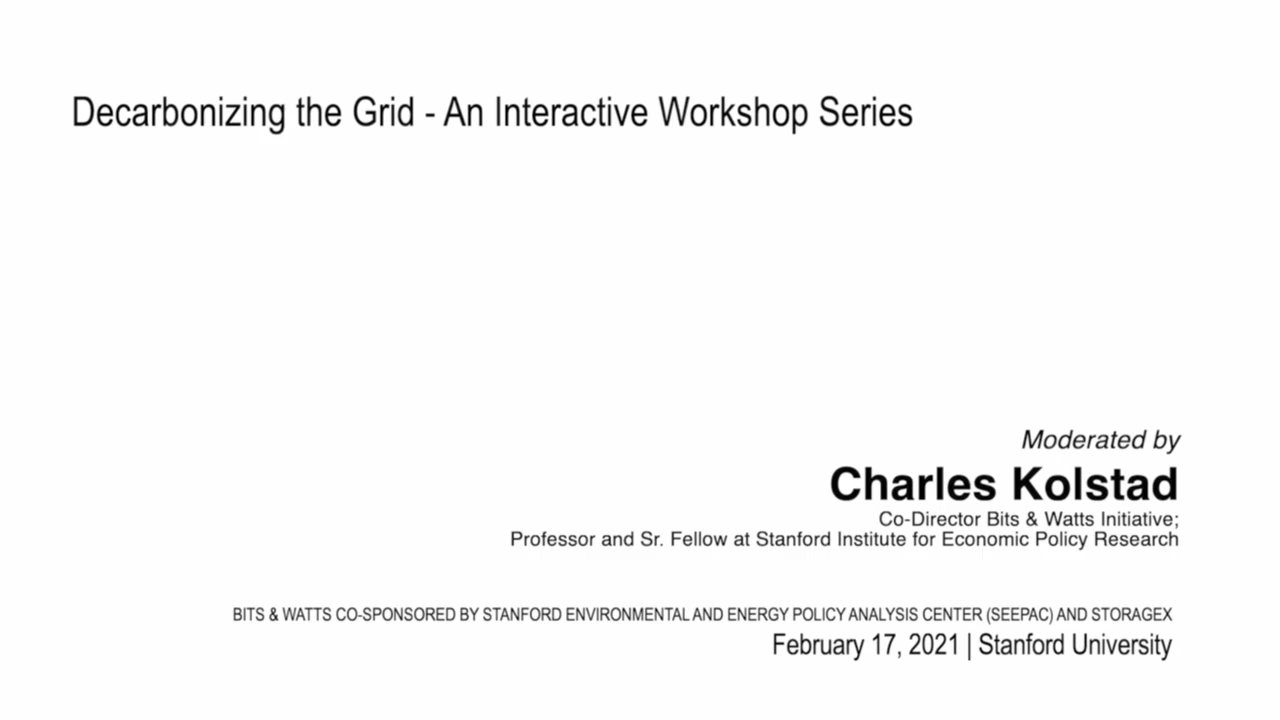 Decarbonizing the Grid - An Interactive Workshop Series
Moderated by
Charles Kolstad
Co-Director Bits & Watts Initiative;
Professor and Sr. Fellow at Stanford Institute for Economic Policy Research
BITS & WATTS CO-SPONSORED BY STANFORD ENVIRONMENTAL AND ENERGY POLICY ANALYSIS CENTER (SEEPAC) AND STORAGEX
February 17, 2021 | Stanford University